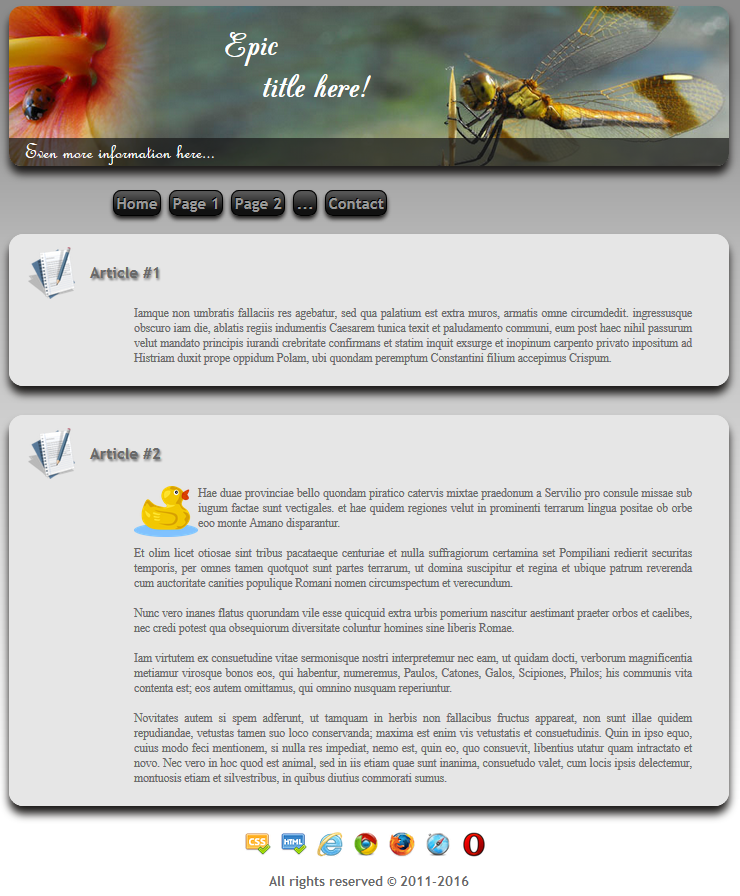 Epic
title here!
Even more information here...
Home Page 1 Page 2 ... Contact
Article #1
Iamque non umbratis fallaciis res agebatur, sed qua palatium est extra muros, armatis omne circumdedit. ingressusque
obscuro iam die, ablatis regiis indumentis Caesarem tunica texit et paludamento communi, eum post haec nihil passurum
velut mandato principis iurandi crebritate confirmans et statim inquit exsurge et inopinum carpento privato inpositum ad
Histriam duxit prope oppidum Polam, ubi quondam peremptum Constantini filium accepimus Crispum.
Article #2
Hae duae provinciae bello quondam piratico catervis mixtae praedonum a Servilio pro consule missae sub
iugum factae sunt vectigales. et hae quidem regiones velut in prominenti terrarum lingua positae ob orbe
eoo monte Amano disparantur.
Et olim licet otiosae sint tribus pacataeque centuriae et nulla suffragiorum certamina set Pompiliani redierit securitas
temporis, per omnes tamen quotquot sunt partes terrarum, ut domina suscipitur et regina et ubique patrum reverenda
cum auctoritate canities populique Romani nomen circumspectum et verecundum.
Nunc vero inanes flatus quorundam vile esse quicquid extra urbis pomerium nascitur aestimant praeter orbos et caelibes,
nec credi potest qua obsequiorum diversitate coluntur homines sine liberis Romae.
Iam virtutem ex consuetudine vitae sermonisque nostri interpretemur nec eam, ut quidam docti, verborum magnificentia
metiamur virosque bonos eos, qui habentur, numeremus, Paulos, Catones, Galos, Scipiones, Philos; his communis vita
contenta est; eos autem omittamus, qui omnino nusquam reperiuntur.
Novitates autem si spem adferunt, ut tamquam in herbis non fallacibus fructus appareat, non sunt illae quidem
repudiandae, vetustas tamen suo loco conservanda; maxima est enim vis vetustatis et consuetudinis. Quin in ipso equo,
cuius modo feci mentionem, si nulla res impediat, nemo est, quin eo, quo consuevit, libentius utatur quam intractato et
novo. Nec vero in hoc quod est animal, sed in iis etiam quae sunt inanima, consuetudo valet, cum locis ipsis delectemur,
montuosis etiam et silvestribus, in quibus diutius commorati sumus.
CSS HTML
All rights reserved © 2011-2016